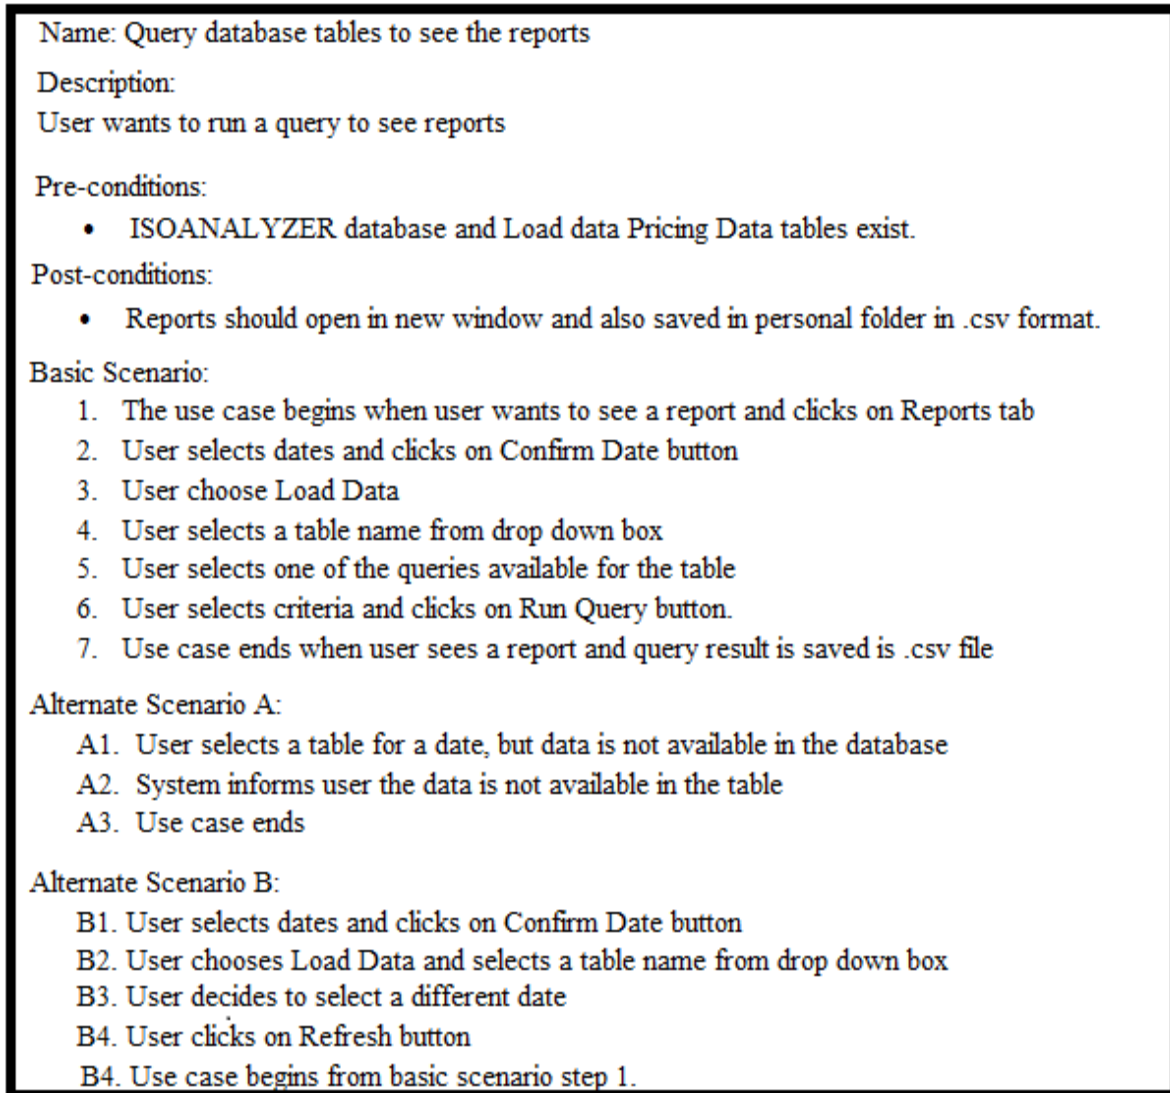 Name: Query database tables to see the reports
Description:
User wants to run a query to see reports
Pre-conditions:
• ISOANALYZER database and Load data Pricing Data tables exist.
Post-conditions:
• Reports should open in new window and also saved in personal folder in .csv format.
Basic Scenario:
1. The use case begins when user wants to see a report and clicks on Reports tab
2. User selects dates and clicks on Confirm Date button
3. User choose Load Data
4. User selects a table name from drop down box
5. User selects one of the queries available for the table
6. User selects criteria and clicks on Run Query button.
7. Use case ends when user sees a report and query result is saved is .csv file
Alternate Scenario A:
A1. User selects a table for a date, but data is not available in the database
A2. System informs user the data is not available in the table
A3. Use case ends
Alternate Scenario B:
B1. User selects dates and clicks on Confirm Date button
B2. User chooses Load Data and selects a table name from drop down box
B3. User decides to select a different date
B4. User clicks on Refresh button
B4. Use case begins from basic scenario step 1.